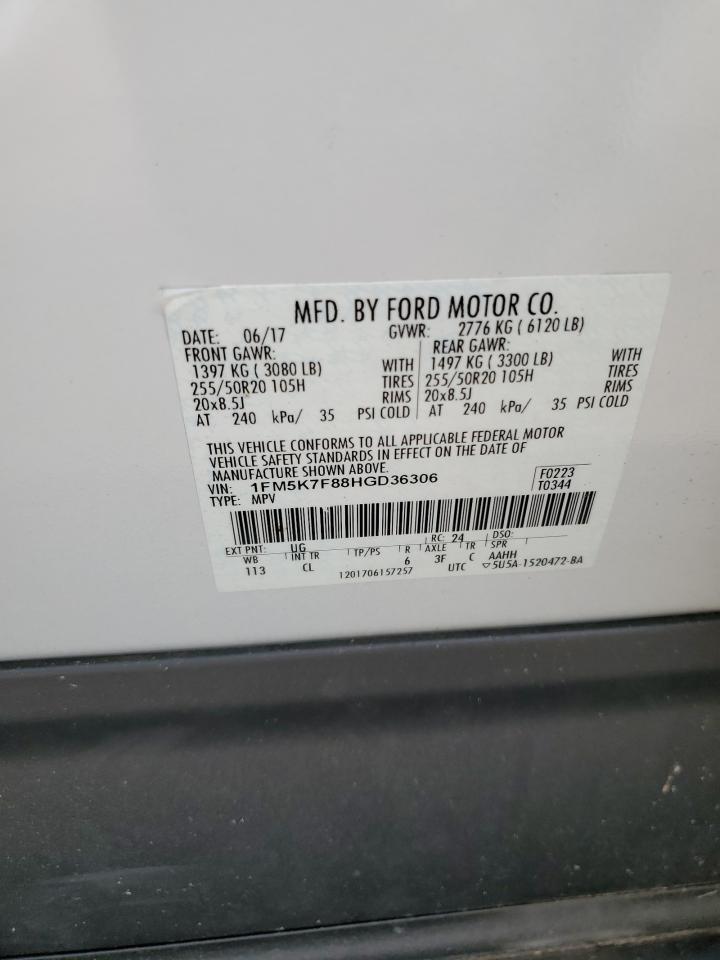 MFD. BY FORD MOTOR CO.
DATE: 06/17 GVWR: 2776 KG ( 6120 LB)
FRONT GAWR: REAR GAWR:
1397 KG ( 3080 LB) WITH 1497 KG ( 3300 LB) WITH
255/50R20 105H TIRES 255/50R20 105H TIRES
20x8.5J RIMS 20x8.5J RIMS
AT 240 kPa/ 35 PSI COLD AT 240 kPa/ 35 PSI COLD
THIS VEHICLE CONFORMS TO ALL APPLICABLE FEDERAL MOTOR
VEHICLE SAFETY STANDARDS IN EFFECT ON THE DATE OF
MANUFACTURE SHOWN ABOVE.
VIN: 1FM5K7F88HGD36306 F0223
TYPE: MPV T0344
EXT PNT: UG RC: 24 DSO:
WB INT TR TP/PS R AXLE TR SPR
113 CL 6 3F C AAHH
1201706157257 UTC ▽5U5A-1520472-BA